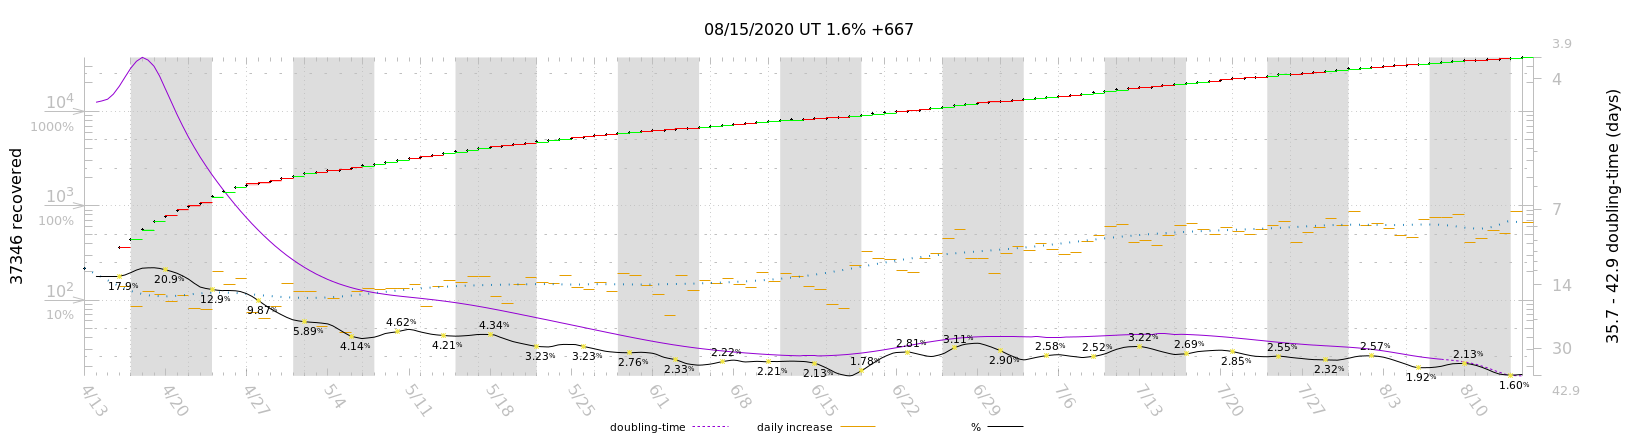 08/15/2020 UT 1.6% +667
37346 recovered
10^4
1000%
10^3
100%
10^2
10%
3.9
4
7
14
30
42.9
35.7 - 42.9 doubling-time (days)
17.9% 20.9% 12.9% 9.87% 5.89% 4.14% 4.62% 4.21% 4.34% 3.23% 3.23% 2.76% 2.33% 2.22% 2.21% 2.13% 1.78% 2.81% 3.11% 2.90% 2.58% 2.52% 3.22% 2.69% 2.85% 2.55% 2.32% 2.57% 1.92% 2.13% 1.60%
4/13 4/20 4/27 5/4 5/11 5/18 5/25 6/1 6/8 6/15 6/22 6/29 7/6 7/13 7/20 7/27 8/3 8/10
doubling-time daily increase %